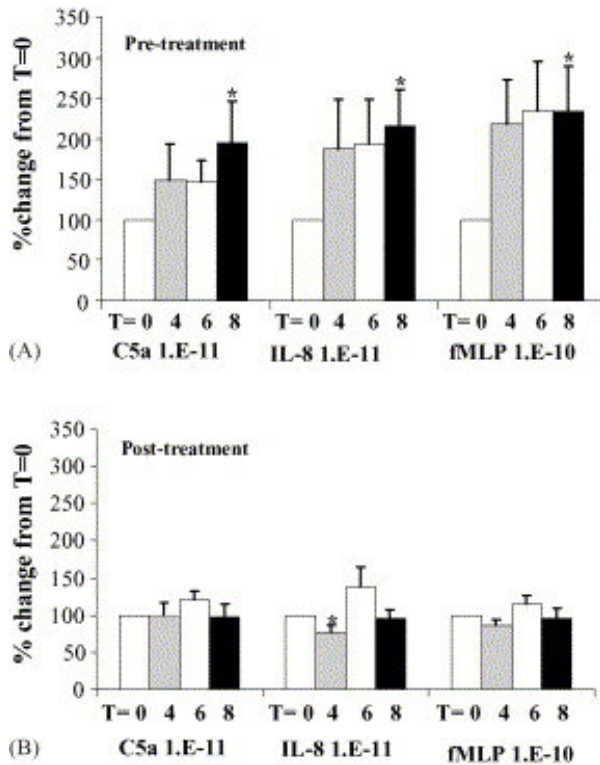 350
Pre-treatment
300
250
200
150
100
50
0
%change from T=0
* * *
T= 0 4 6 8 T= 0 4 6 8 T= 0 4 6 8
(A) C5a 1.E-11 IL-8 1.E-11 fMLP 1.E-10
350
Post-treatment
300
250
200
150
100
50
0
% change from T=0
*
T= 0 4 6 8 T= 0 4 6 8 T= 0 4 6 8
(B) C5a 1.E-11 IL-8 1.E-11 fMLP 1.E-10